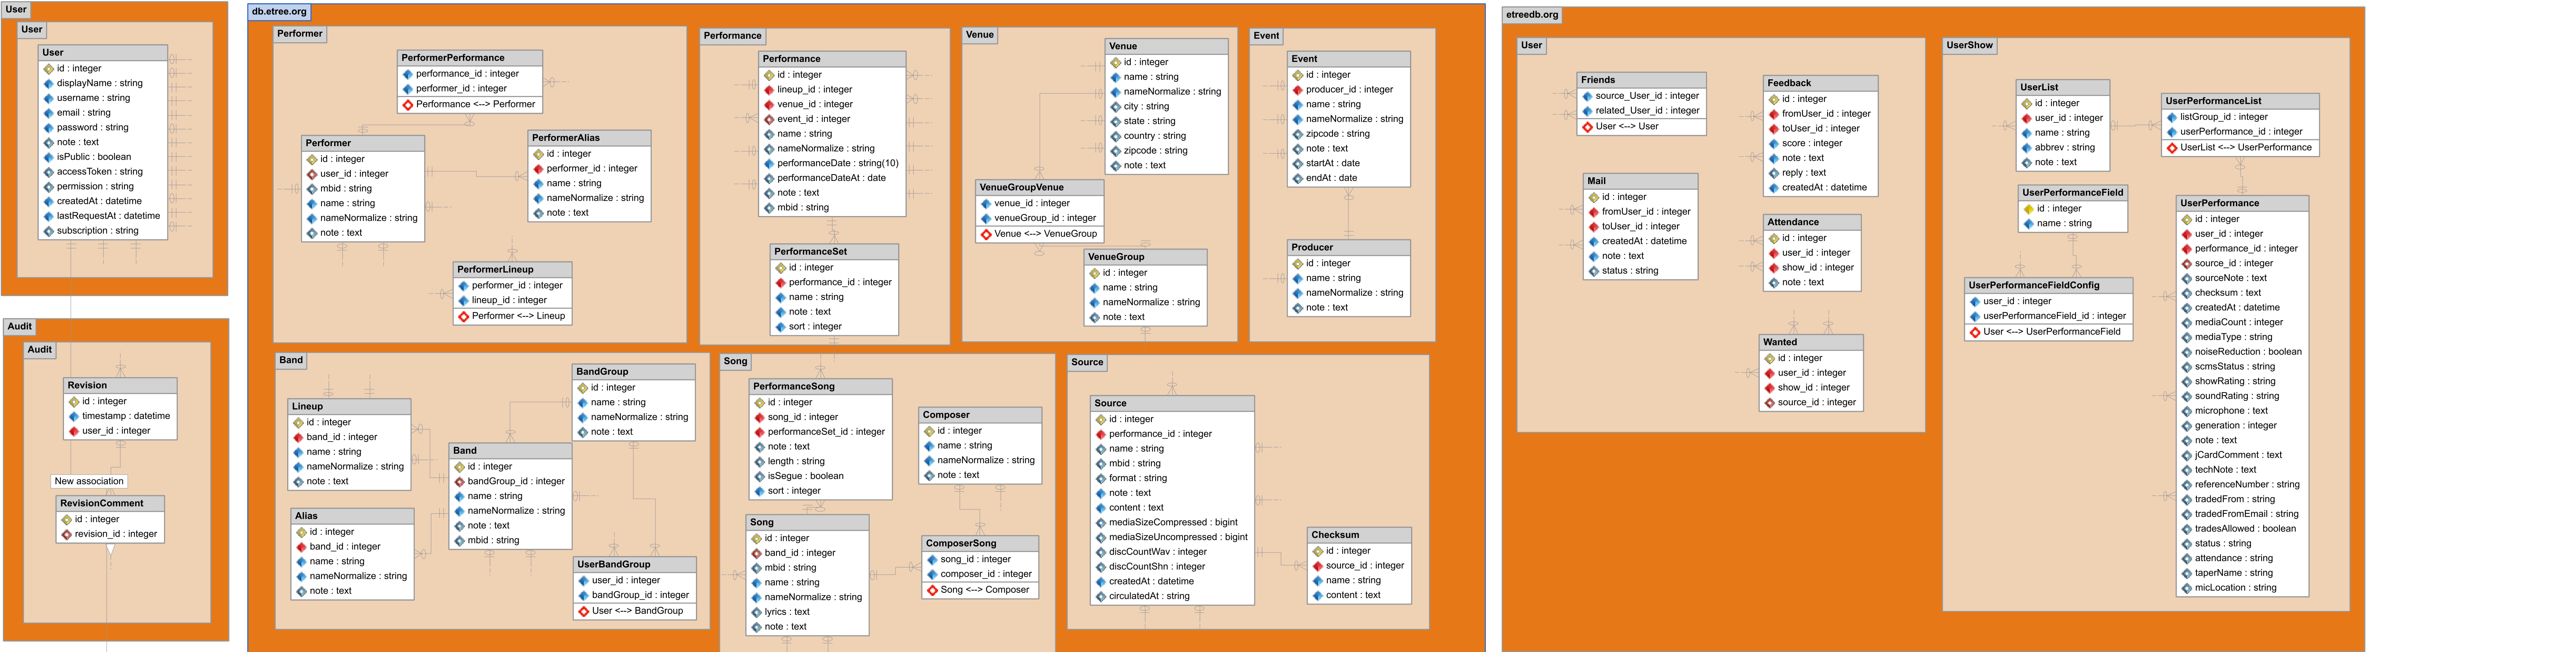 User
User
User
id : integer
displayName : string
username : string
email : string
password : string
note : text
isPublic : boolean
accessToken : string
permission : string
createdAt : datetime
lastRequestAt : datetime
subscription : string
Audit
Audit
Revision
id : integer
timestamp : datetime
user_id : integer
New association
RevisionComment
id : integer
revision_id : integer
db.etree.org
Performer
PerformerPerformance
performance_id : integer
performer_id : integer
Performance <--> Performer
Performer
id : integer
user_id : integer
mbid : string
name : string
nameNormalize : string
note : text
PerformerAlias
id : integer
performer_id : integer
name : string
nameNormalize : string
note : text
PerformerLineup
performer_id : integer
lineup_id : integer
Performer <--> Lineup
Performance
Performance
id : integer
lineup_id : integer
venue_id : integer
event_id : integer
name : string
nameNormalize : string
performanceDate : string(10)
performanceDateAt : date
note : text
mbid : string
PerformanceSet
id : integer
performance_id : integer
name : string
note : text
sort : integer
Venue
Venue
id : integer
name : string
nameNormalize : string
city : string
state : string
country : string
zipcode : string
note : text
VenueGroupVenue
venue_id : integer
venueGroup_id : integer
Venue <--> VenueGroup
VenueGroup
id : integer
name : string
nameNormalize : string
note : text
Event
Event
id : integer
producer_id : integer
name : string
nameNormalize : string
zipcode : string
note : text
startAt : date
endAt : date
Producer
id : integer
name : string
nameNormalize : string
note : text
Band
BandGroup
id : integer
name : string
nameNormalize : string
note : text
Lineup
id : integer
band_id : integer
name : string
nameNormalize : string
note : text
Band
id : integer
bandGroup_id : integer
name : string
nameNormalize : string
note : text
mbid : string
Alias
id : integer
band_id : integer
name : string
nameNormalize : string
note : text
UserBandGroup
user_id : integer
bandGroup_id : integer
User <--> BandGroup
Song
PerformanceSong
id : integer
song_id : integer
performanceSet_id : integer
note : text
length : string
isSegue : boolean
sort : integer
Composer
id : integer
name : string
nameNormalize : string
note : text
Song
id : integer
band_id : integer
mbid : string
name : string
nameNormalize : string
lyrics : text
note : text
ComposerSong
song_id : integer
composer_id : integer
Song <--> Composer
Source
Source
id : integer
performance_id : integer
name : string
mbid : string
format : string
note : text
content : text
mediaSizeCompressed : bigint
mediaSizeUncompressed : bigint
discCountWav : integer
discCountShn : integer
createdAt : datetime
circulatedAt : string
Checksum
id : integer
source_id : integer
name : string
content : text
etreedb.org
User
Friends
source_User_id : integer
related_User_id : integer
User <--> User
Feedback
id : integer
fromUser_id : integer
toUser_id : integer
score : integer
note : text
reply : text
createdAt : datetime
Mail
id : integer
fromUser_id : integer
toUser_id : integer
createdAt : datetime
note : text
status : string
Attendance
id : integer
user_id : integer
show_id : integer
note : text
Wanted
id : integer
user_id : integer
show_id : integer
source_id : integer
UserShow
UserList
id : integer
user_id : integer
name : string
abbrev : string
note : text
UserPerformanceList
listGroup_id : integer
userPerformance_id : integer
UserList <--> UserPerformance
UserPerformanceField
id : integer
name : string
UserPerformanceFieldConfig
user_id : integer
userPerformanceField_id : integer
User <--> UserPerformanceField
UserPerformance
id : integer
user_id : integer
performance_id : integer
source_id : integer
sourceNote : text
checksum : text
createdAt : datetime
mediaCount : integer
mediaType : string
noiseReduction : boolean
scmsStatus : string
showRating : string
soundRating : string
microphone : text
generation : integer
note : text
jCardComment : text
techNote : text
referenceNumber : string
tradedFrom : string
tradedFromEmail : string
tradesAllowed : boolean
status : string
attendance : string
taperName : string
micLocation : string